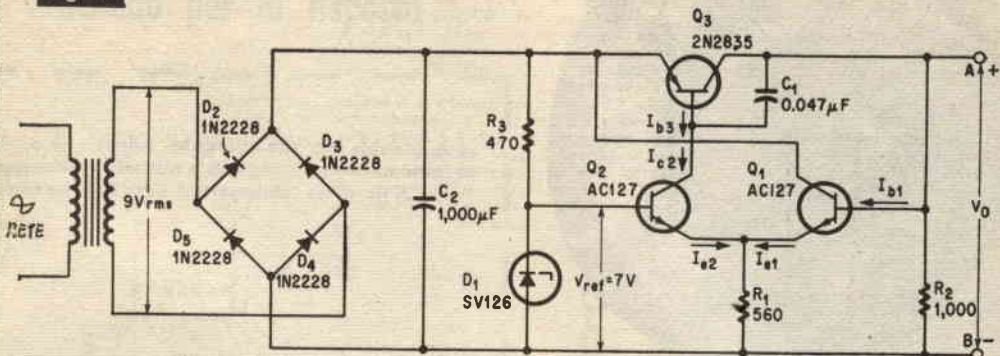 Q3
2N2835
A +
C1
0.047µF
D2
1N2228
D3
1N2228
R3
470
Ib3
Ic2
Q2
AC127
Q1
AC127
Ib1
9Vrms
C2
1,000µF
VO
RETE
D5
1N2228
D4
1N2228
D1
SV126
Vref=7V
Ie2
Ie1
R1
560
R2
1,000
B -